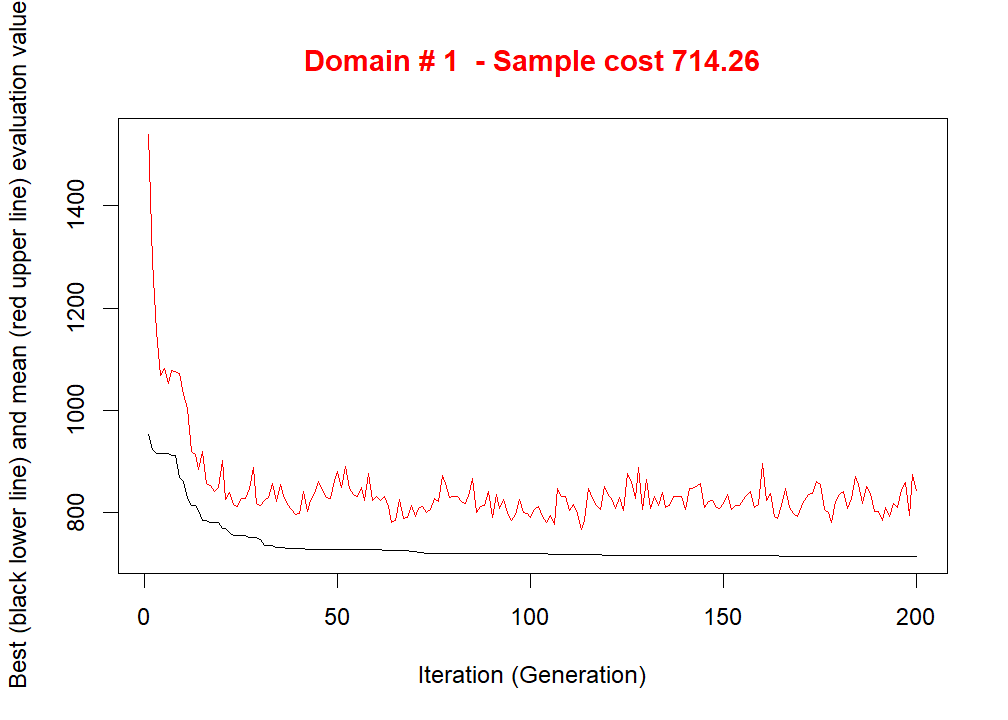 Domain # 1 - Sample cost 714.26
Best (black lower line) and mean (red upper line) evaluation value
1400
1200
1000
800
0 50 100 150 200
Iteration (Generation)